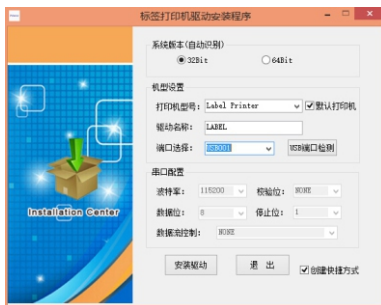 标签打印机驱动安装程序
系统版本(自动识别)
32Bit 64Bit
机型设置
打印机型号: Label Printer 默认打印机
驱动名称: LABEL
端口选择: USB001 USB端口检测
串口配置
波特率: 115200 校验位: NONE
数据位: 8 停止位: 1
数据流控制: NONE
Installation Center
安装驱动 退 出 创建快捷方式